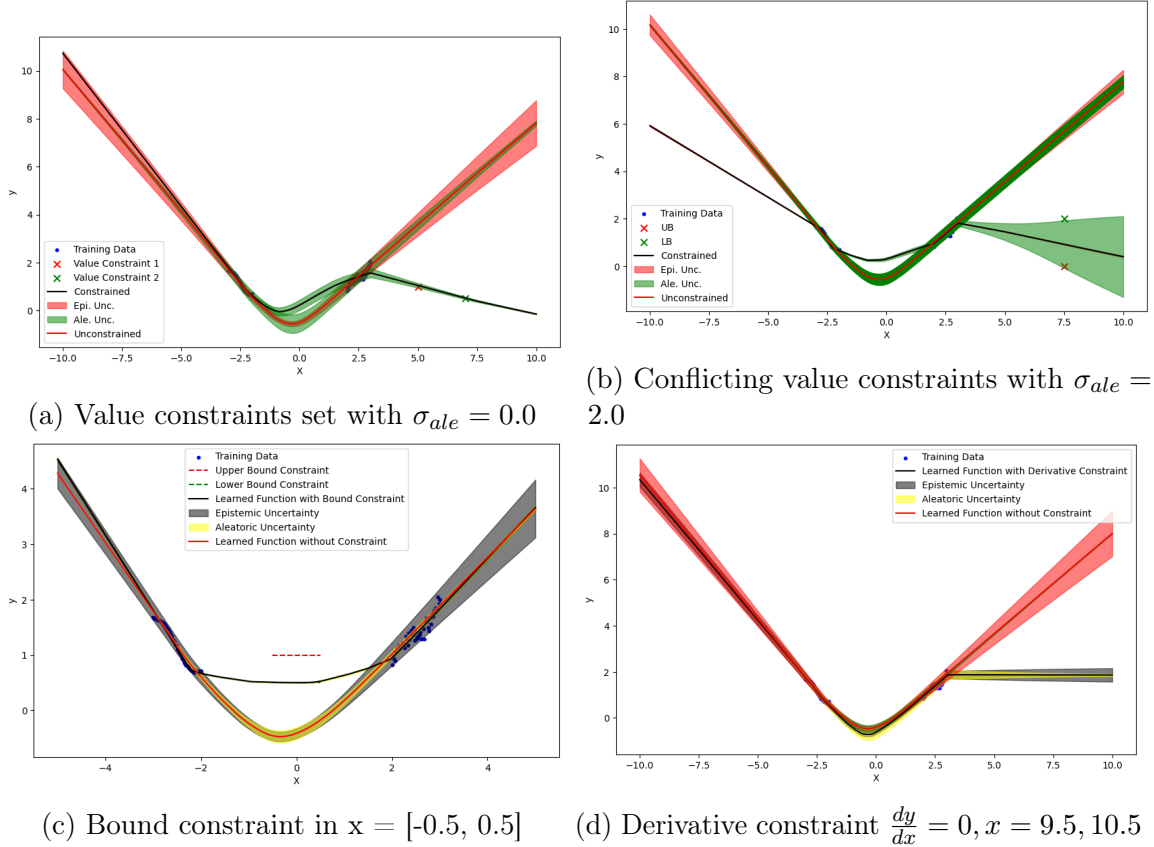 10
8
6
4
2
0
y
−10.0
−7.5
−5.0
−2.5
0.0
2.5
5.0
7.5
10.0
X
Training Data
Value Constraint 1
Value Constraint 2
Constrained
Epi. Unc.
Ale. Unc.
Unconstrained
(a) Value constraints set with σ_ale = 0.0
10
8
6
4
2
0
y
−10.0
−7.5
−5.0
−2.5
0.0
2.5
5.0
7.5
10.0
X
Training Data
UB
LB
Constrained
Epi. Unc.
Ale. Unc.
Unconstrained
(b) Conflicting value constraints with σ_ale =
2.0
4
3
2
1
0
y
−4
−2
0
2
4
X
Training Data
Upper Bound Constraint
Lower Bound Constraint
Learned Function with Bound Constraint
Epistemic Uncertainty
Aleatoric Uncertainty
Learned Function without Constraint
(c) Bound constraint in x = [-0.5, 0.5]
10
8
6
4
2
0
y
−10.0
−7.5
−5.0
−2.5
0.0
2.5
5.0
7.5
10.0
X
Training Data
Learned Function with Derivative Constraint
Epistemic Uncertainty
Aleatoric Uncertainty
Learned Function without Constraint
(d) Derivative constraint dy/dx = 0, x = 9.5, 10.5